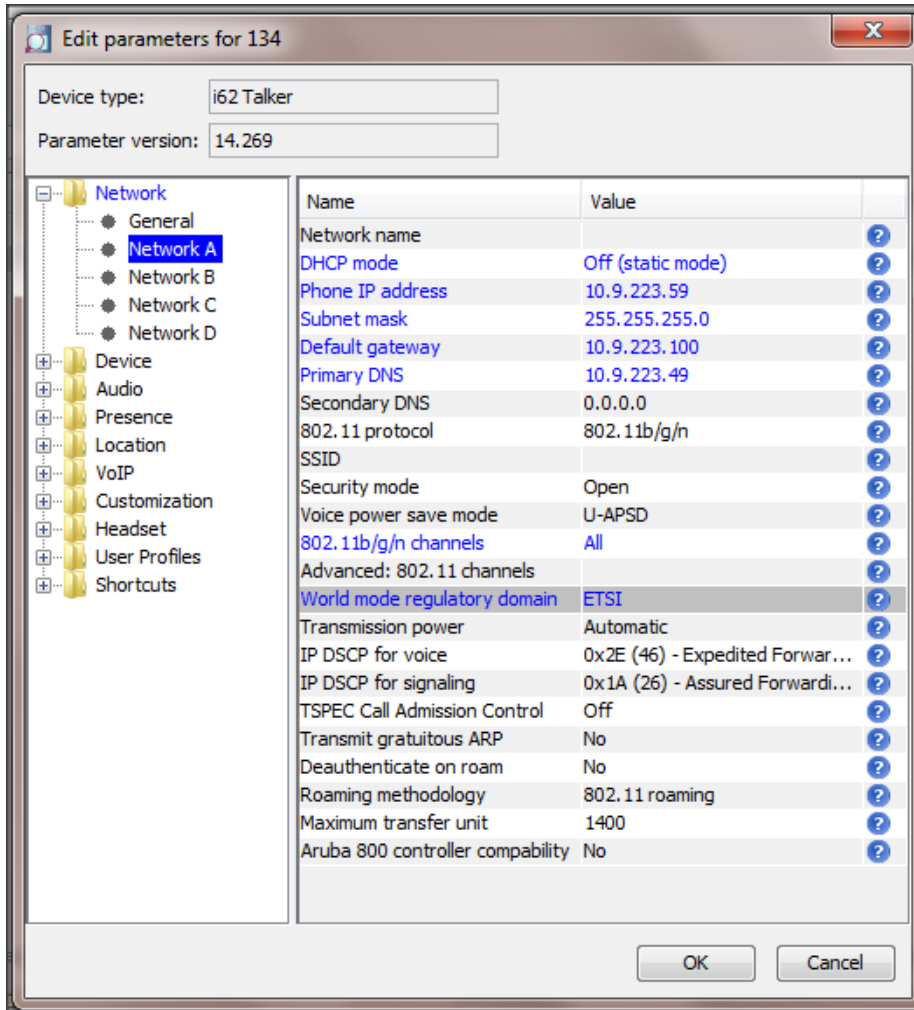 Edit parameters for 134
Device type: i62 Talker
Parameter version: 14.269
Network
General
Network A
Network B
Network C
Network D
Device
Audio
Presence
Location
VoIP
Customization
Headset
User Profiles
Shortcuts
Name Value
Network name
DHCP mode Off (static mode)
Phone IP address 10.9.223.59
Subnet mask 255.255.255.0
Default gateway 10.9.223.100
Primary DNS 10.9.223.49
Secondary DNS 0.0.0.0
802.11 protocol 802.11b/g/n
SSID
Security mode Open
Voice power save mode U-APSD
802.11b/g/n channels All
Advanced: 802.11 channels
World mode regulatory domain ETSI
Transmission power Automatic
IP DSCP for voice 0x2E (46) - Expedited Forwar...
IP DSCP for signaling 0x1A (26) - Assured Forwardi...
TSPEC Call Admission Control Off
Transmit gratuitous ARP No
Deauthenticate on roam No
Roaming methodology 802.11 roaming
Maximum transfer unit 1400
Aruba 800 controller compability No
OK Cancel